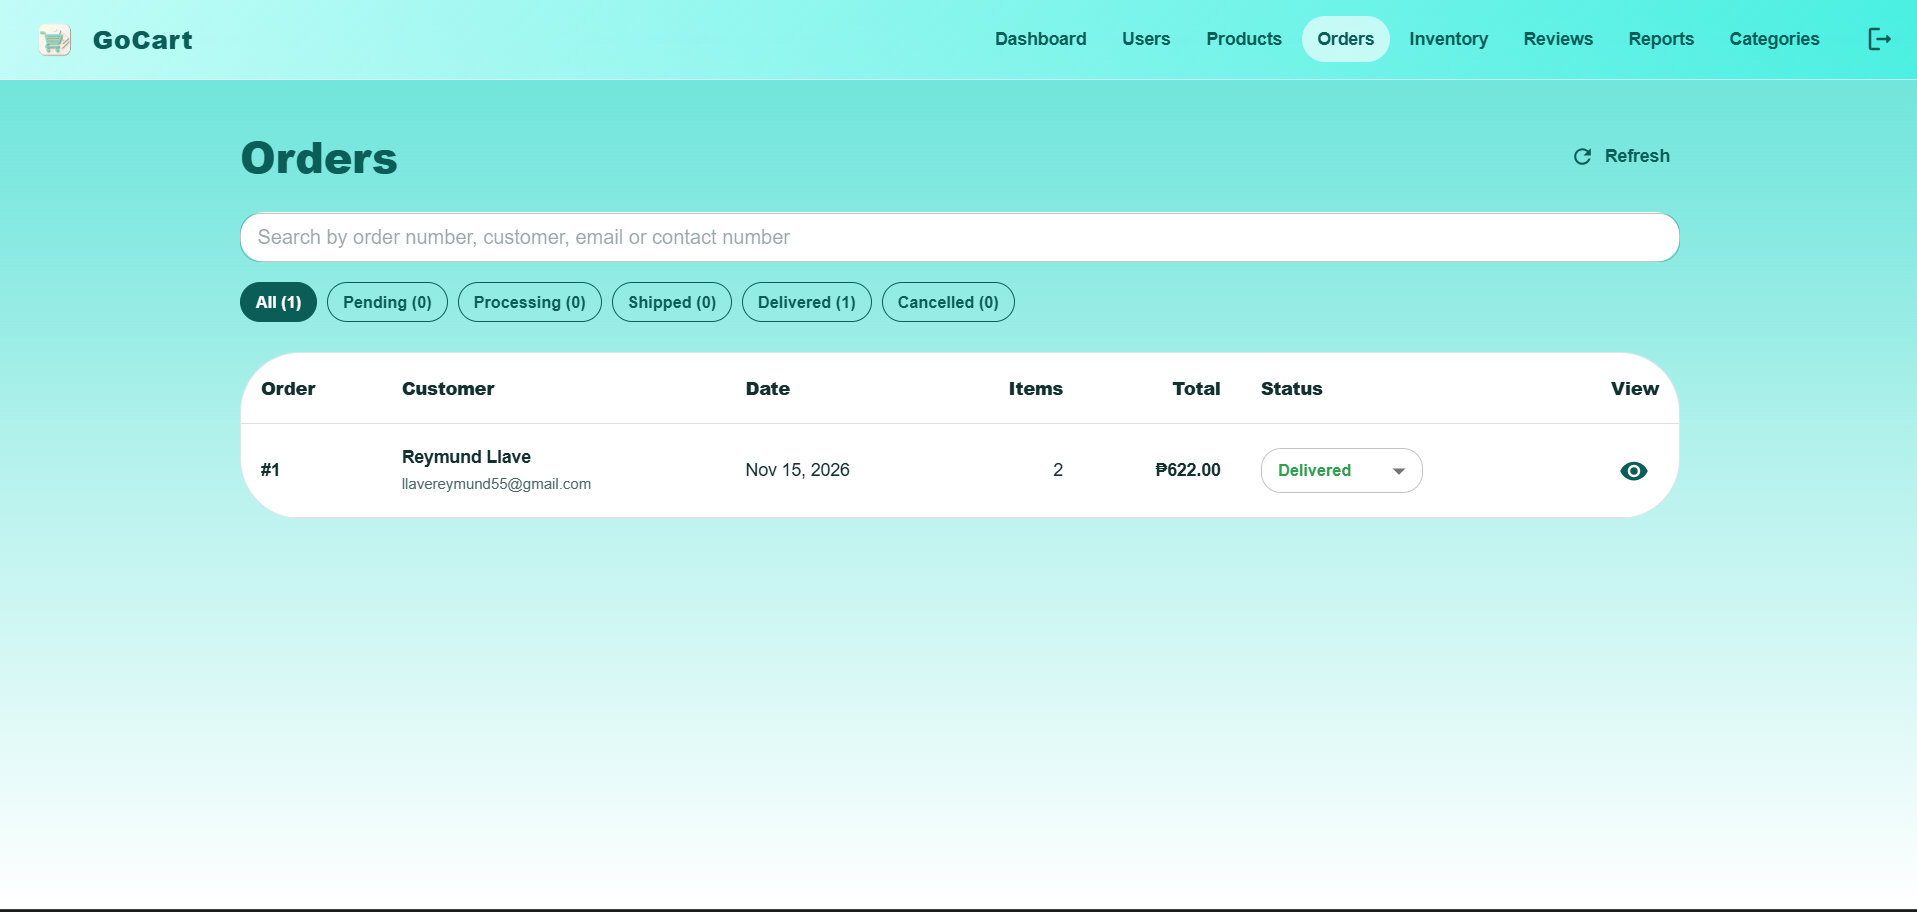 GoCart
Dashboard Users Products Orders Inventory Reviews Reports Categories
Orders
Refresh
Search by order number, customer, email or contact number
All (1) Pending (0) Processing (0) Shipped (0) Delivered (1) Cancelled (0)
Order Customer Date Items Total Status View
#1 Reymund Llave Nov 15, 2026 2 ₱622.00 Delivered
llavereymund55@gmail.com